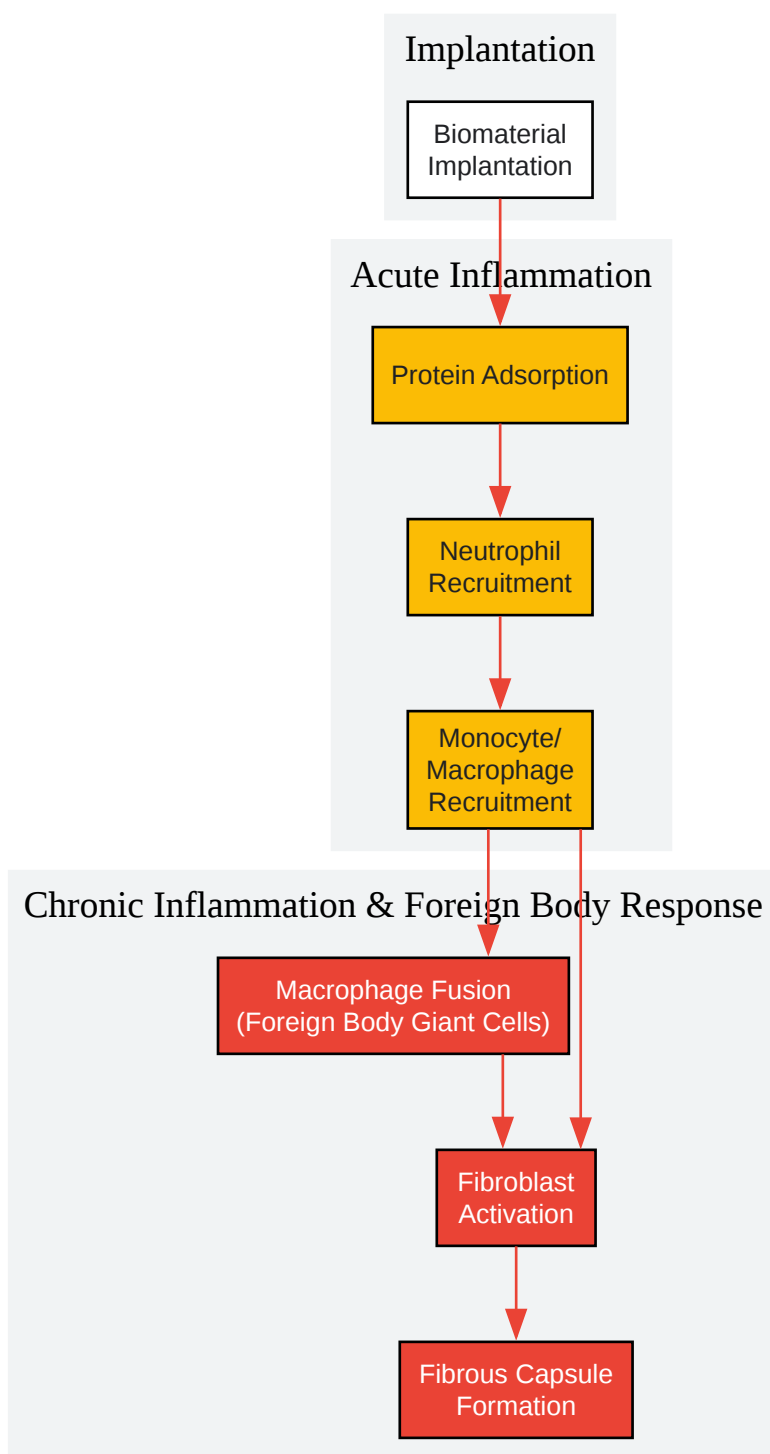 Implantation
Biomaterial
Implantation
Acute Inflammation
Protein Adsorption
Neutrophil
Recruitment
Monocyte/
Macrophage
Recruitment
Chronic Inflammation & Foreign Body Response
Macrophage Fusion
(Foreign Body Giant Cells)
Fibroblast
Activation
Fibrous Capsule
Formation